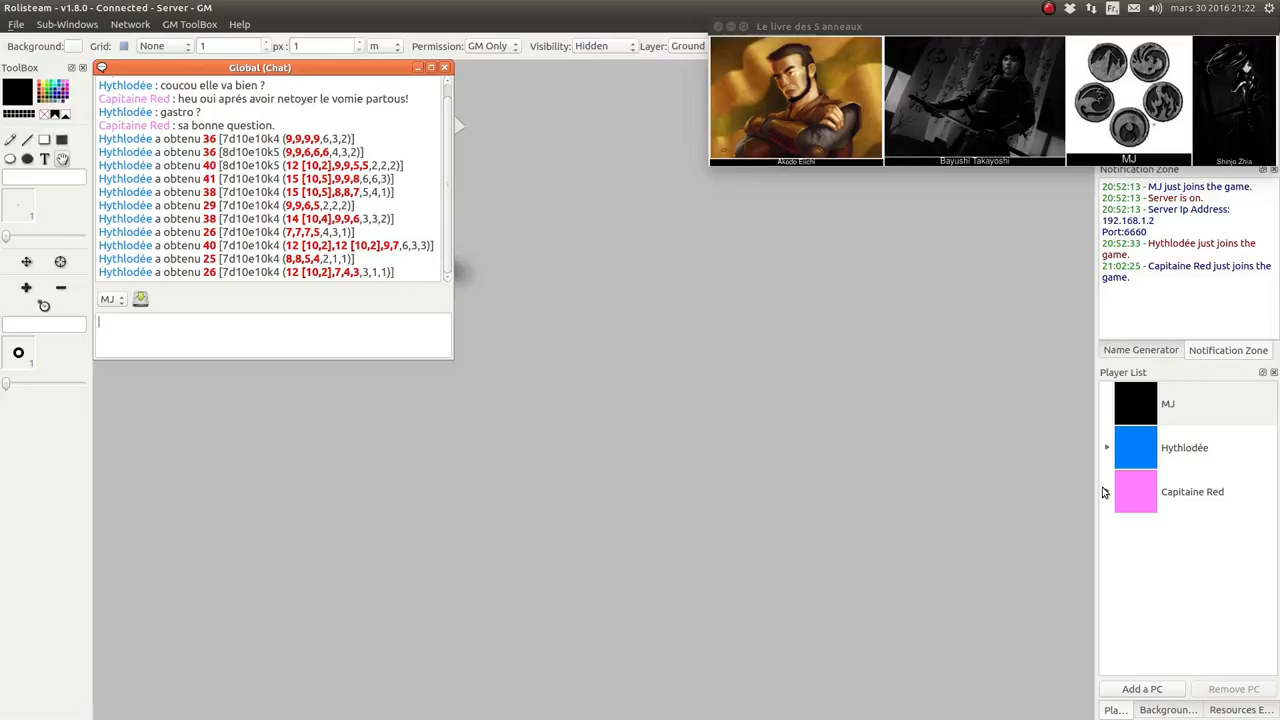 Rolisteam - v1.8.0 - Connected - Server - GM
Fr
mars 30 2016 21:22
File Sub-Windows Network GM ToolBox Help
Background: Grid: None 1 px : 1 m Permission: GM Only Visibility: Hidden Layer: Ground
Le livre des 5 anneaux
Akodo Eiichi
Bayushi Takayoshi
MJ
Shinjo Zhia
ToolBox
1
1
Global (Chat)
Hythlodée : coucou elle va bien ?
Capitaine Red : heu oui aprés avoir netoyer le vomie partous!
Hythlodée : gastro ?
Capitaine Red : sa bonne question.
Hythlodée a obtenu 36 [7d10e10k4 (9,9,9,9,6,3,2)]
Hythlodée a obtenu 36 [8d10e10k4 (9,9,6,6,6,4,3,2)]
Hythlodée a obtenu 40 [8d10e10k5 (12 [10,2],9,9,5,5,2,2,2)]
Hythlodée a obtenu 41 [7d10e10k4 (15 [10,5],9,9,8,6,6,3)]
Hythlodée a obtenu 38 [7d10e10k4 (15 [10,5],8,8,7,5,4,1)]
Hythlodée a obtenu 29 [7d10e10k4 (9,9,6,5,2,2,2)]
Hythlodée a obtenu 38 [7d10e10k4 (14 [10,4],9,9,6,3,3,2)]
Hythlodée a obtenu 26 [7d10e10k4 (7,7,7,5,4,3,1)]
Hythlodée a obtenu 40 [7d10e10k4 (12 [10,2],12 [10,2],9,7,6,3,3)]
Hythlodée a obtenu 25 [7d10e10k4 (8,8,5,4,2,1,1)]
Hythlodée a obtenu 26 [7d10e10k4 (12 [10,2],7,4,3,3,1,1)]
MJ
Notification Zone
20:52:13 - MJ just joins the game.
20:52:13 - Server is on.
20:52:13 - Server Ip Address:
192.168.1.2
Port:6660
20:52:33 - Hythlodée just joins the
game.
21:02:25 - Capitaine Red just joins the
game.
Name Generator Notification Zone
Player List
MJ
Hythlodée
Capitaine Red
Add a PC Remove PC
Pla... Backgroun... Resources E...